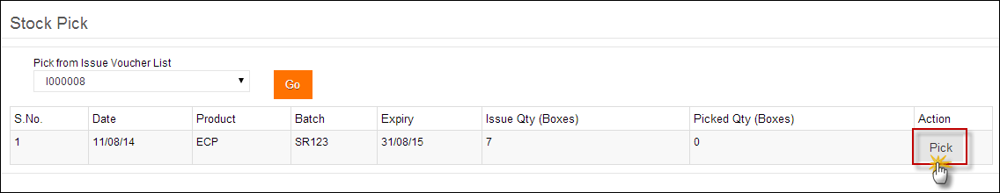 Stock Pick
Pick from Issue Voucher List
I000008
Go
S.No. Date Product Batch Expiry Issue Qty (Boxes) Picked Qty (Boxes) Action
1 11/08/14 ECP SR123 31/08/15 7 0 Pick